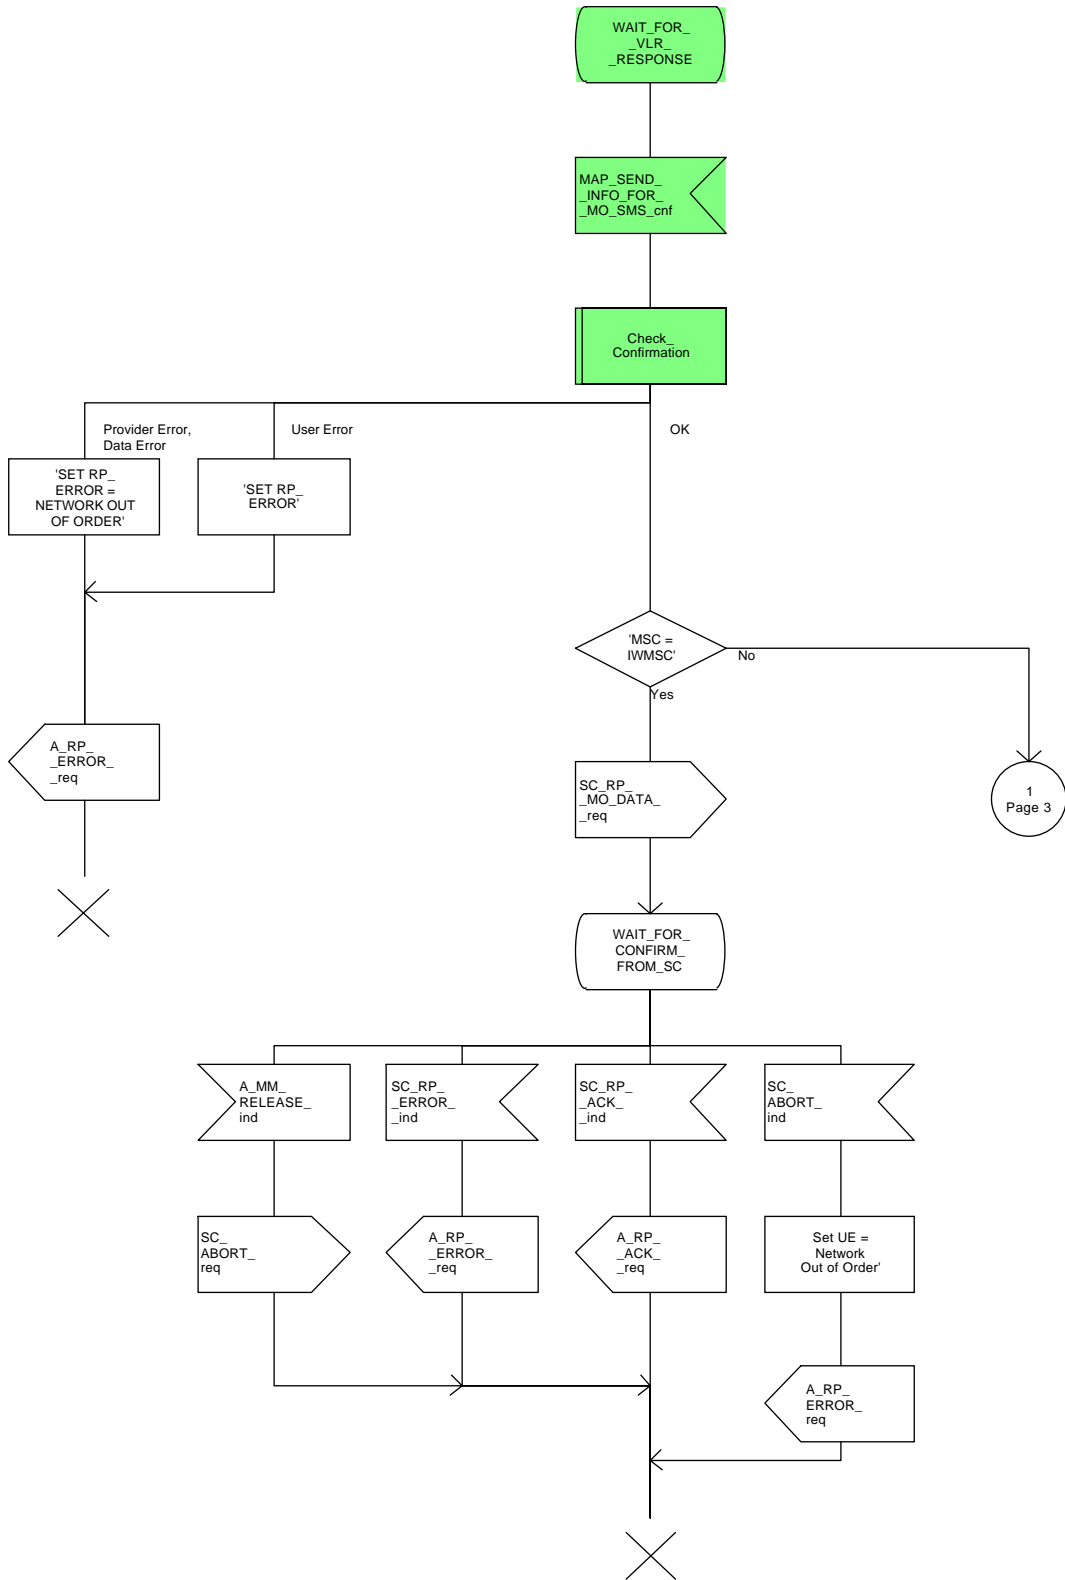 WAIT_FOR_
_VLR_
_RESPONSE
MAP_SEND_
_INFO_FOR_
_MO_SMS_cnf
Check_
Confirmation
Provider Error,
Data Error
User Error
OK
'SET RP_
ERROR =
NETWORK OUT
OF ORDER'
'SET RP_
ERROR'
'MSC =
IWMSC'
No
Yes
A_RP_
_ERROR_
_req
SC_RP_
_MO_DATA_
_req
1
Page 3
WAIT_FOR_
CONFIRM_
FROM_SC
A_MM_
RELEASE_
ind
SC_RP_
_ERROR_
_ind
SC_RP_
_ACK_
_ind
SC_
ABORT_
ind
SC_
ABORT_
req
A_RP_
_ERROR_
_req
A_RP_
_ACK_
_req
Set UE =
Network
Out of Order'
A_RP_
ERROR_
req